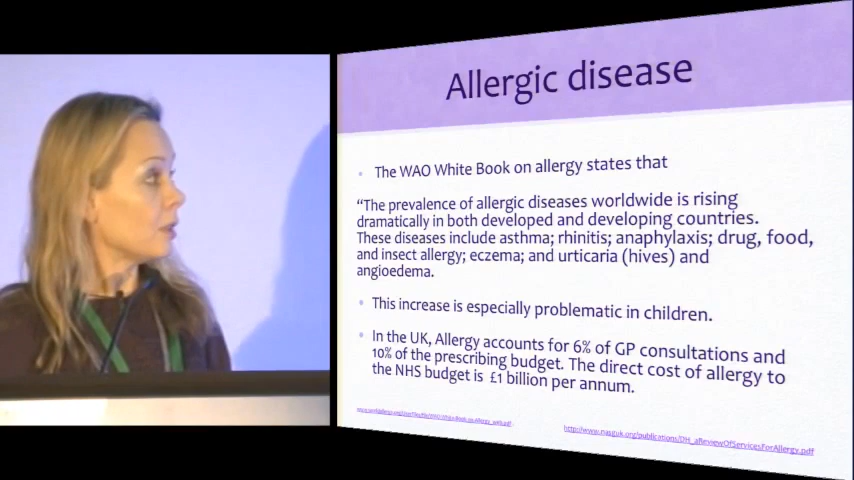 Allergic disease
• The WAO White Book on allergy states that
“The prevalence of allergic diseases worldwide is rising
dramatically in both developed and developing countries.
These diseases include asthma; rhinitis; anaphylaxis; drug, food,
and insect allergy; eczema; and urticaria (hives) and
angioedema.
• This increase is especially problematic in children.
• In the UK, Allergy accounts for 6% of GP consultations and
10% of the prescribing budget. The direct cost of allergy to
the NHS budget is £1 billion per annum.
http://www.nasguk.org/publications/DH_aReviewOfServicesForAllergy.pdf